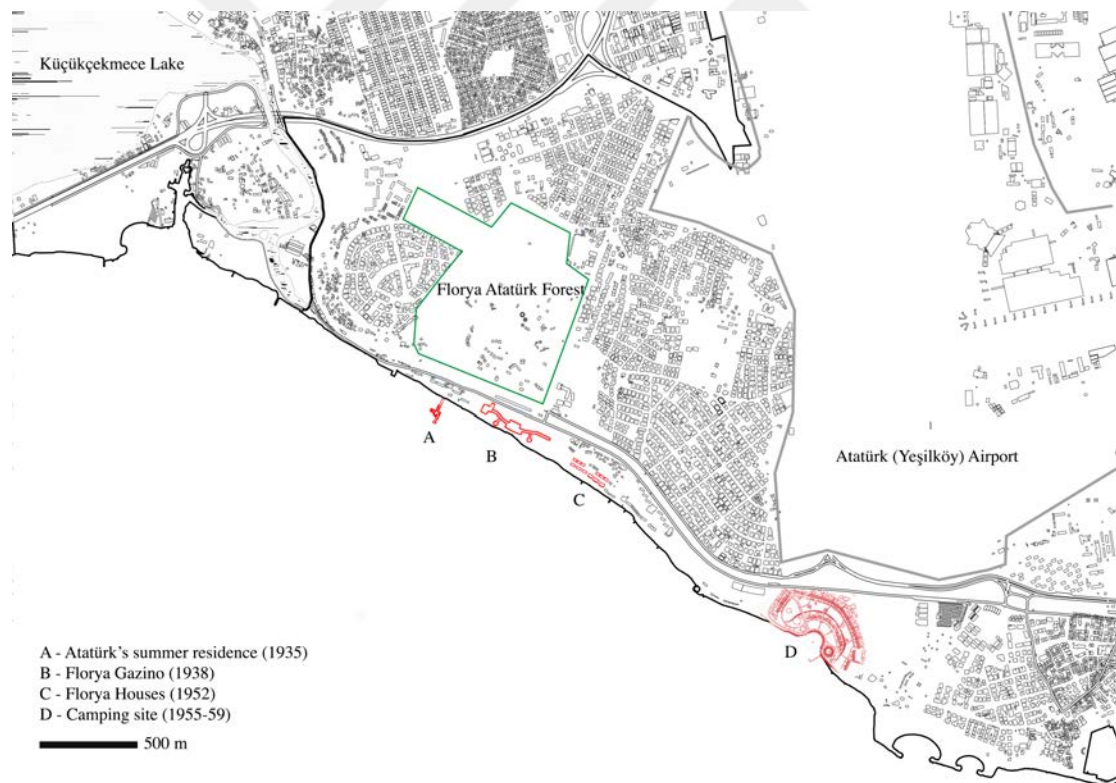 Küçükçekmece Lake
Florya Atatürk Forest
A
B
Atatürk (Yeşilköy) Airport
C
D
A - Atatürk's summer residence (1935)
B - Florya Gazino (1938)
C - Florya Houses (1952)
D - Camping site (1955-59)
500 m